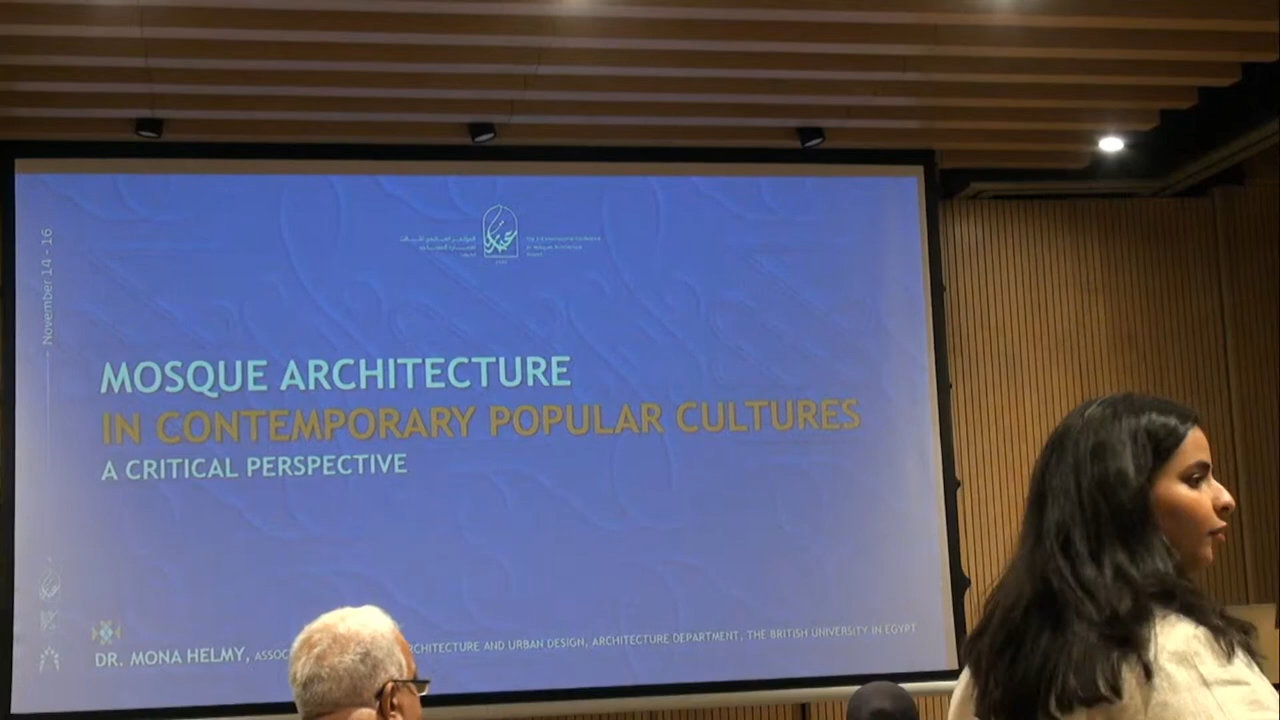 November 14 - 16
MOSQUE ARCHITECTURE
IN CONTEMPORARY POPULAR CULTURES
A CRITICAL PERSPECTIVE
DR. MONA HELMY, ASSOC CHITECTURE AND URBAN DESIGN, ARCHITECTURE DEPARTMENT, THE BRITISH UNIVERSITY IN EGYPT